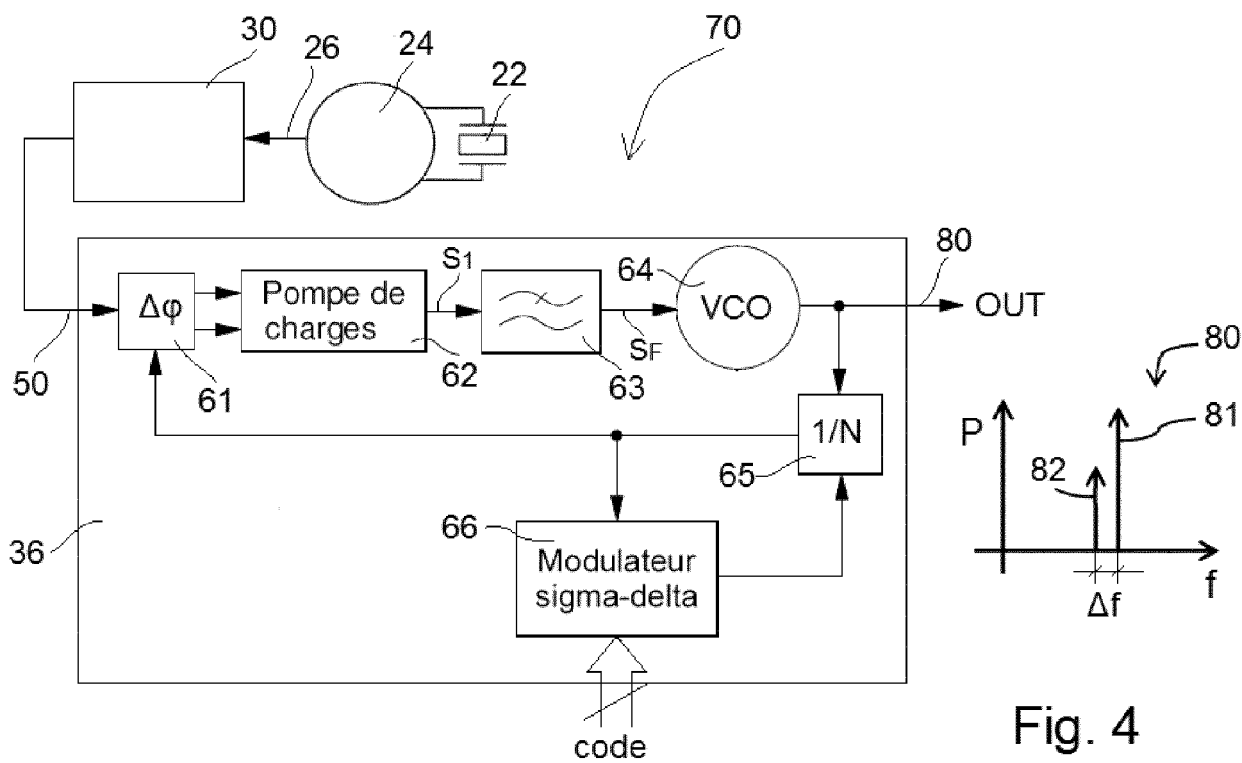 30
26
24
22
70
80
50
Δφ
61
Pompe de
charges
62
S1
63
SF
64
VCO
OUT
80
P
81
82
Δf
f
1/N
65
36
66
Modulateur
sigma-delta
code
Fig. 4